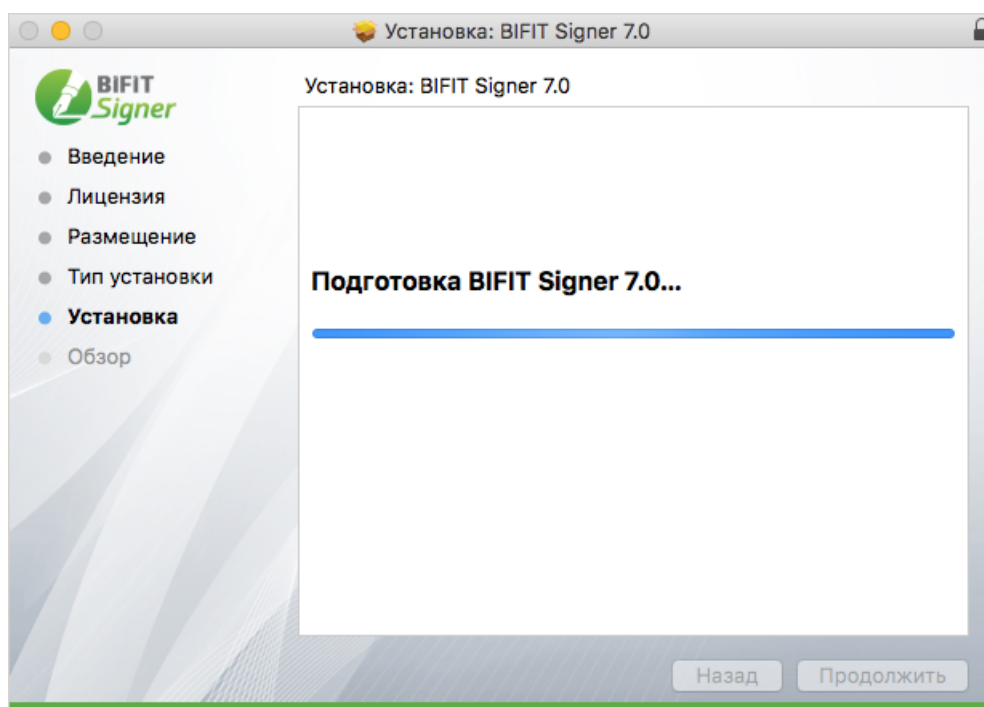 Установка: BIFIT Signer 7.0
BIFIT
Signer
Установка: BIFIT Signer 7.0
Введение
Лицензия
Размещение
Тип установки
Установка
Обзор
Подготовка BIFIT Signer 7.0...
Назад
Продолжить